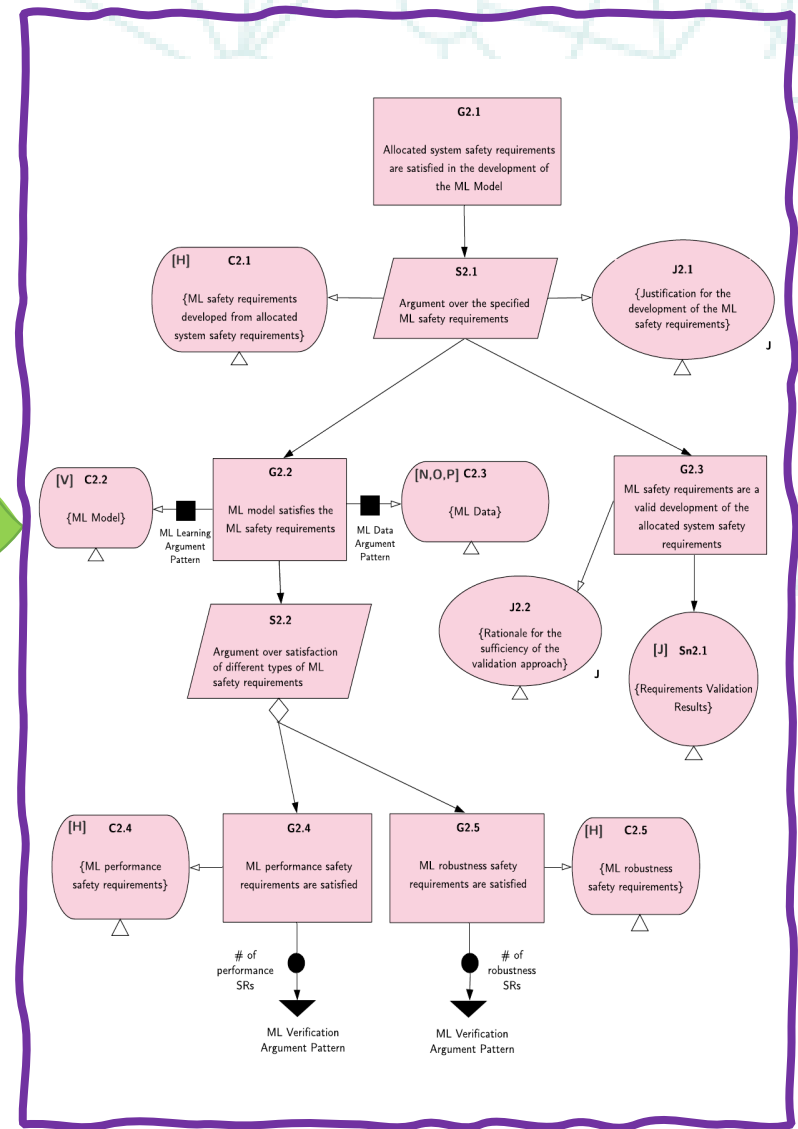 G2.1
Allocated system safety requirements
are satisfied in the development of
the ML Model
[H] C2.1
{ML safety requirements
developed from allocated
system safety requirements}
S2.1
Argument over the specified
ML safety requirements
J2.1
{Justification for the
development of the ML
safety requirements}
J
[V] C2.2
{ML Model}
ML Learning
Argument
Pattern
G2.2
ML model satisfies the
ML safety requirements
ML Data
Argument
Pattern
[N,O,P] C2.3
{ML Data}
G2.3
ML safety requirements are a
valid development of the
allocated system safety
requirements
S2.2
Argument over satisfaction
of different types of ML
safety requirements
J2.2
{Rationale for the
sufficiency of the
validation approach}
J
[J] Sn2.1
{Requirements Validation
Results}
[H] C2.4
{ML performance
safety requirements}
G2.4
ML performance safety
requirements are satisfied
G2.5
ML robustness safety
requirements are satisfied
[H] C2.5
{ML robustness
safety requirements}
# of
performance
SRs
ML Verification
Argument Pattern
# of
robustness
SRs
ML Verification
Argument Pattern